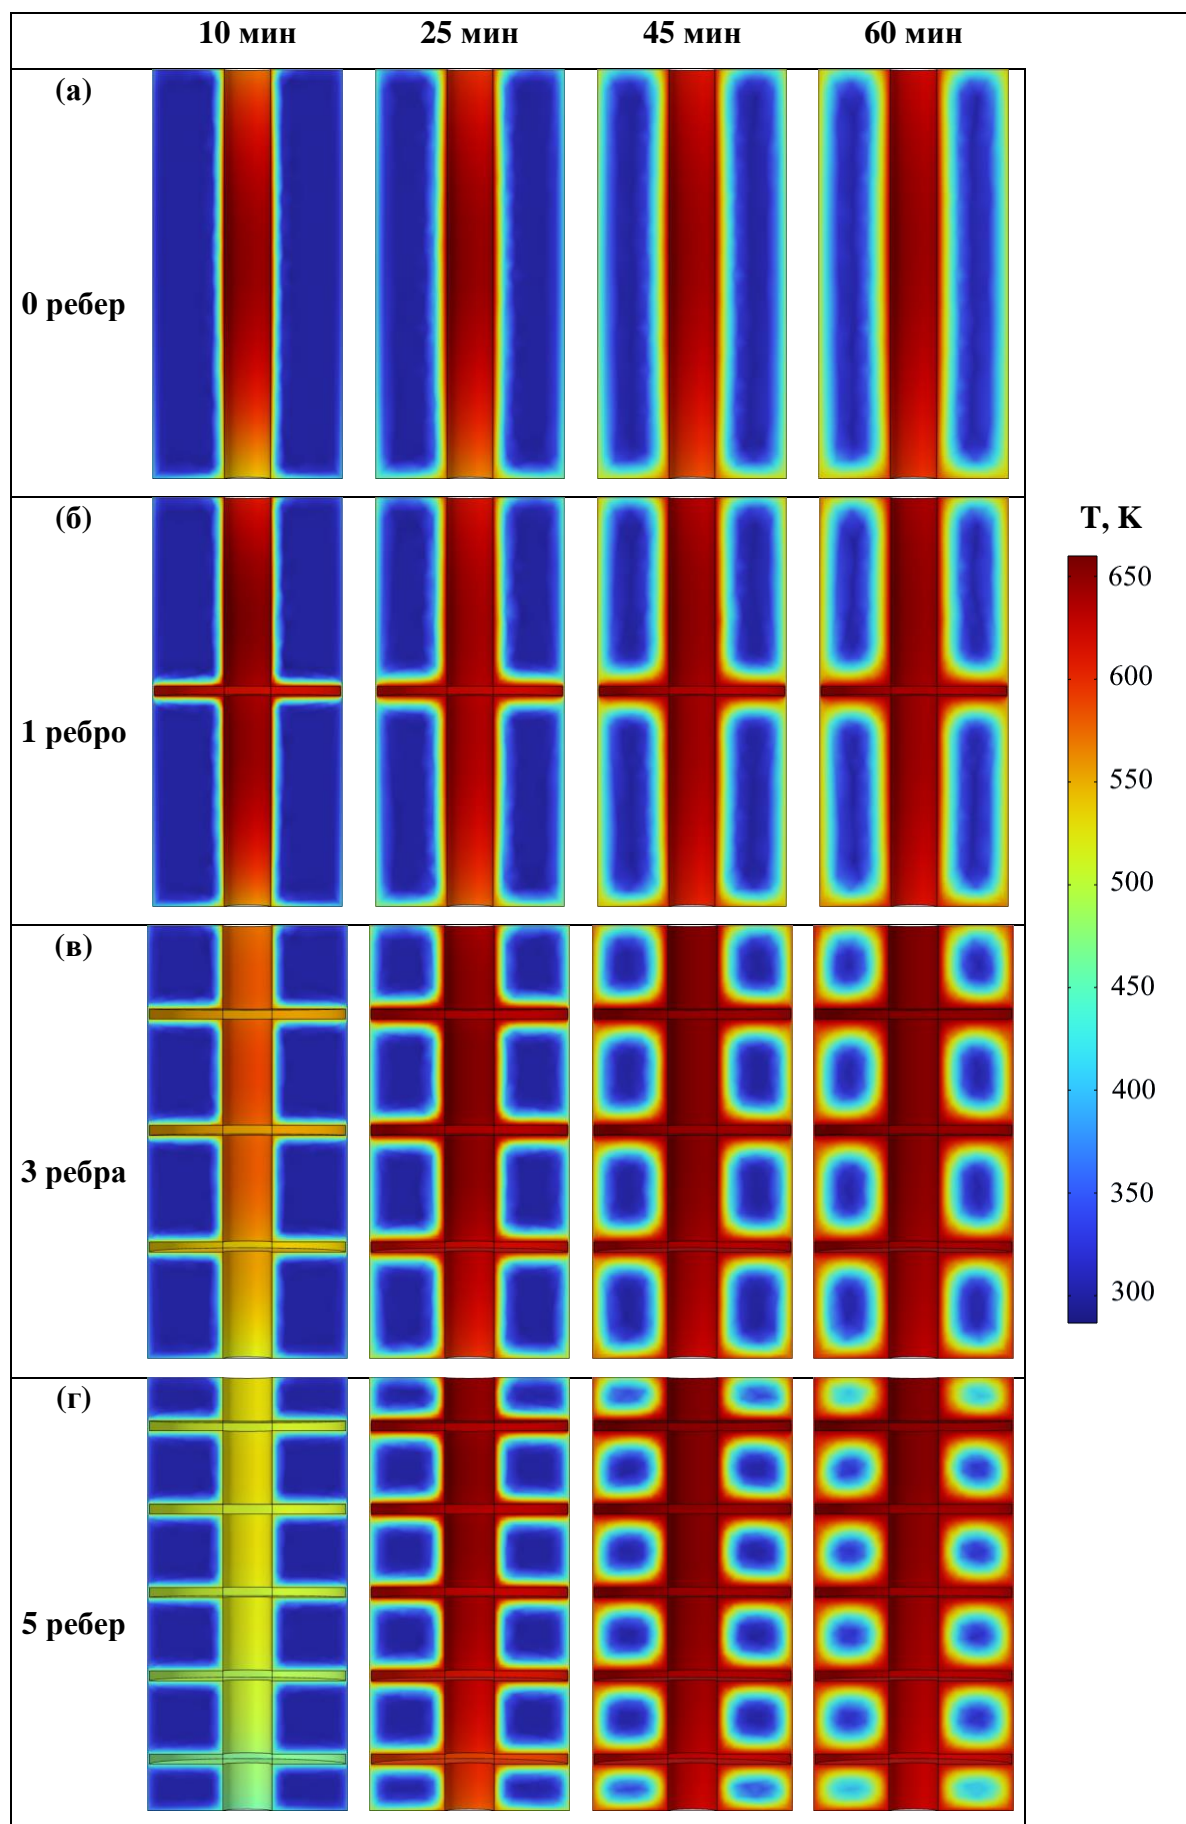 10 мин 25 мин 45 мин 60 мин
(а)
0 ребер
(б)
1 ребро
(в)
3 ребра
(г)
5 ребер
T, K
650
600
550
500
450
400
350
300